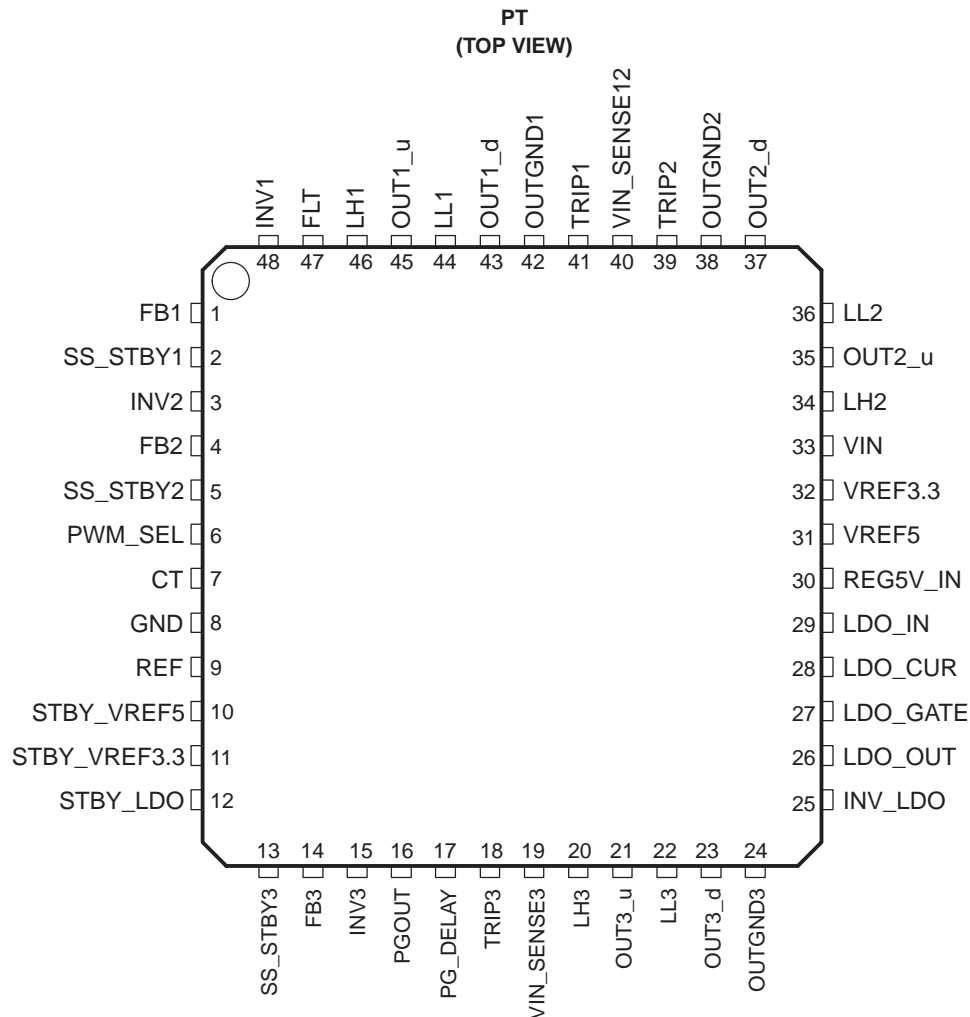 PT
(TOP VIEW)
INV1
FLT
LH1
OUT1_u
LL1
OUT1_d
OUTGND1
TRIP1
VIN_SENSE12
TRIP2
OUTGND2
OUT2_d
48 47 46 45 44 43 42 41 40 39 38 37
FB1 1
SS_STBY1 2
INV2 3
FB2 4
SS_STBY2 5
PWM_SEL 6
CT 7
GND 8
REF 9
STBY_VREF5 10
STBY_VREF3.3 11
STBY_LDO 12
36 LL2
35 OUT2_u
34 LH2
33 VIN
32 VREF3.3
31 VREF5
30 REG5V_IN
29 LDO_IN
28 LDO_CUR
27 LDO_GATE
26 LDO_OUT
25 INV_LDO
13 14 15 16 17 18 19 20 21 22 23 24
SS_STBY3
FB3
INV3
PGOUT
PG_DELAY
TRIP3
VIN_SENSE3
LH3
OUT3_u
LL3
OUT3_d
OUTGND3